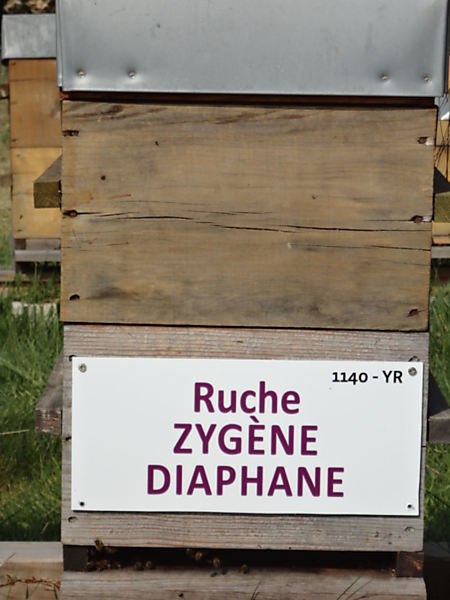 1140 - YR
Ruche
ZYGÈNE
DIAPHANE